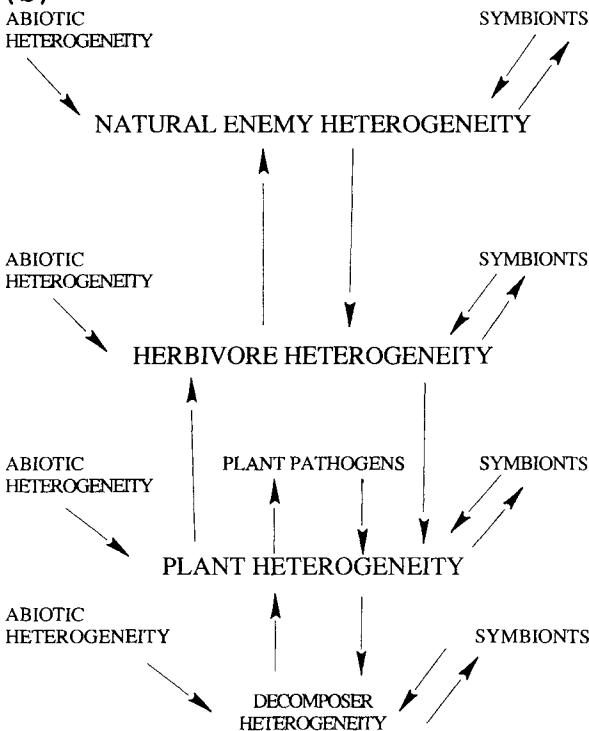 ABIOTIC
HETEROGENEITY
SYMBIONTS
NATURAL ENEMY HETEROGENEITY
ABIOTIC
HETEROGENEITY
SYMBIONTS
HERBIVORE HETEROGENEITY
ABIOTIC
HETEROGENEITY
PLANT PATHOGENS
SYMBIONTS
PLANT HETEROGENEITY
ABIOTIC
HETEROGENEITY
SYMBIONTS
DECOMPOSER
HETEROGENEITY